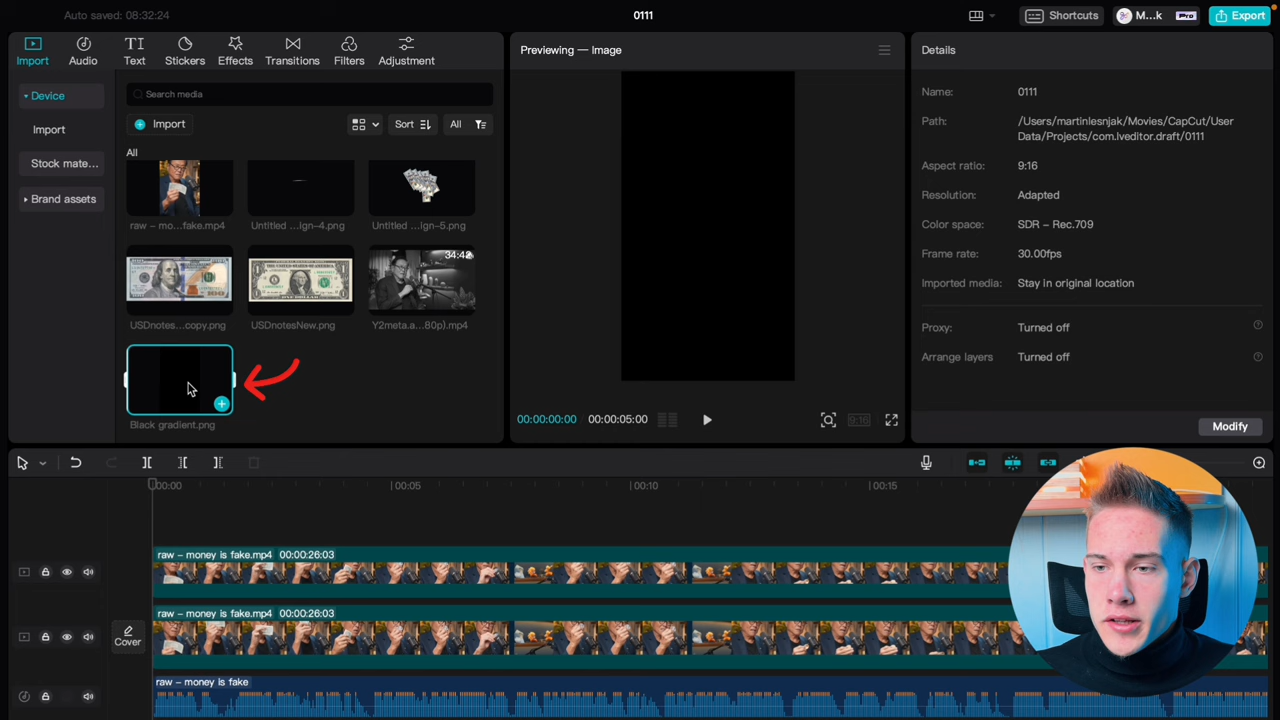 Auto saved: 08:32:24
0111
Shortcuts
M...k
Pro
Export
Import
Audio
Text
Stickers
Effects
Transitions
Filters
Adjustment
Previewing — Image
Details
Device
Import
Stock mate...
Brand assets
Search media
Import
Sort
All
All
raw – mo...fake.mp4
Untitled ...ign-4.png
Untitled ...ign-5.png
34:42
USDnotes...copy.png
USDnotesNew.png
Y2meta.a...80p).mp4
Black gradient.png
Name: 0111
Path: /Users/martinlesnjak/Movies/CapCut/User
Data/Projects/com.lveditor.draft/0111
Aspect ratio: 9:16
Resolution: Adapted
Color space: SDR – Rec.709
Frame rate: 30.00fps
Imported media: Stay in original location
Proxy: Turned off
Arrange layers Turned off
Modify
00:00:00:00 / 00:00:05:00
9:16
00:00
00:05
00:10
00:15
raw – money is fake.mp4 00:00:26:03
raw – money is fake.mp4 00:00:26:03
Cover
raw – money is fake